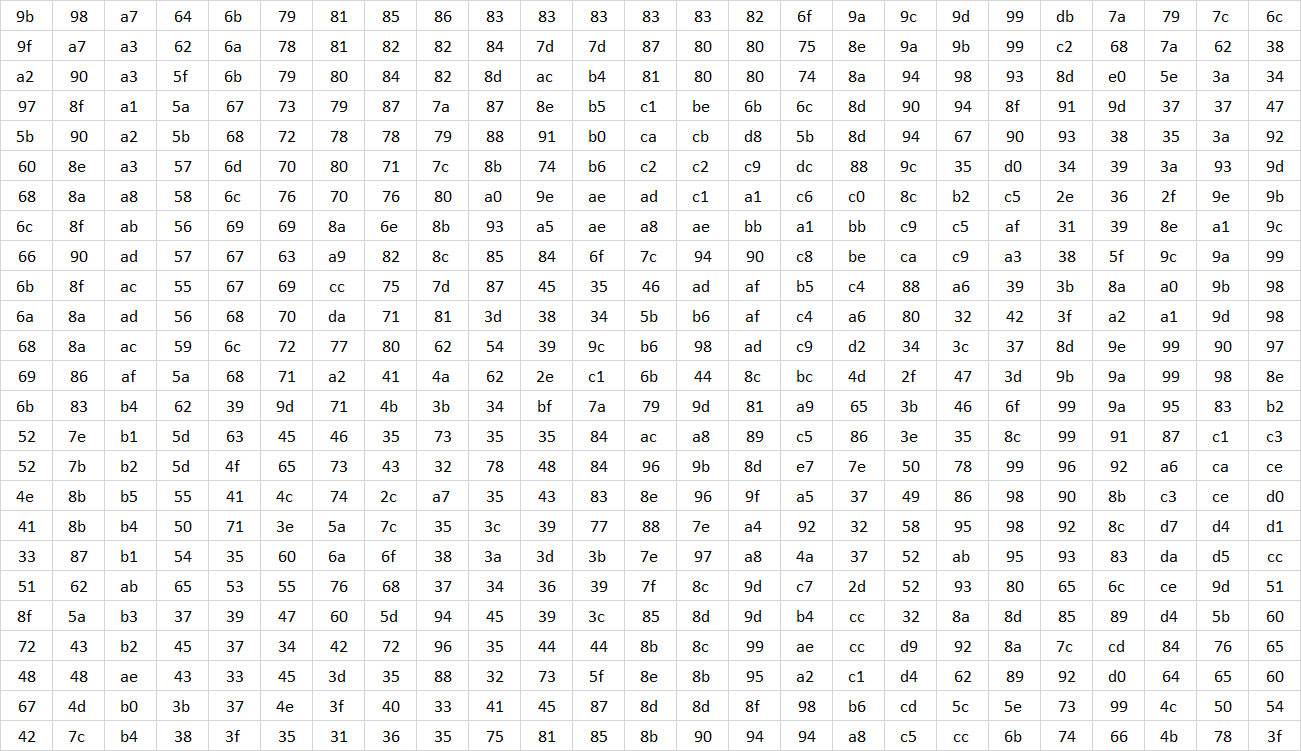 9b 98 a7 64 6b 79 81 85 86 83 83 83 83 83 82 6f 9a 9c 9d 99 db 7a 79 7c 6c
9f a7 a3 62 6a 78 81 82 82 84 7d 7d 87 80 80 75 8e 9a 9b 99 c2 68 7a 62 38
a2 90 a3 5f 6b 79 80 84 82 8d ac b4 81 80 80 74 8a 94 98 93 8d e0 5e 3a 34
97 8f a1 5a 67 73 79 87 7a 87 8e b5 c1 be 6b 6c 8d 90 94 8f 91 9d 37 37 47
5b 90 a2 5b 68 72 78 78 79 88 91 b0 ca cb d8 5b 8d 94 67 90 93 38 35 3a 92
60 8e a3 57 6d 70 80 71 7c 8b 74 b6 c2 c2 c9 dc 88 9c 35 d0 34 39 3a 93 9d
68 8a a8 58 6c 76 70 76 80 a0 9e ae ad c1 a1 c6 c0 8c b2 c5 2e 36 2f 9e 9b
6c 8f ab 56 69 69 8a 6e 8b 93 a5 ae a8 ae bb a1 bb c9 c5 af 31 39 8e a1 9c
66 90 ad 57 67 63 a9 82 8c 85 84 6f 7c 94 90 c8 be ca c9 a3 38 5f 9c 9a 99
6b 8f ac 55 67 69 cc 75 7d 87 45 35 46 ad af b5 c4 88 a6 39 3b 8a a0 9b 98
6a 8a ad 56 68 70 da 71 81 3d 38 34 5b b6 af c4 a6 80 32 42 3f a2 a1 9d 98
68 8a ac 59 6c 72 77 80 62 54 39 9c b6 98 ad c9 d2 34 3c 37 8d 9e 99 90 97
69 86 af 5a 68 71 a2 41 4a 62 2e c1 6b 44 8c bc 4d 2f 47 3d 9b 9a 99 98 8e
6b 83 b4 62 39 9d 71 4b 3b 34 bf 7a 79 9d 81 a9 65 3b 46 6f 99 9a 95 83 b2
52 7e b1 5d 63 45 46 35 73 35 35 84 ac a8 89 c5 86 3e 35 8c 99 91 87 c1 c3
52 7b b2 5d 4f 65 73 43 32 78 48 84 96 9b 8d e7 7e 50 78 99 96 92 a6 ca ce
4e 8b b5 55 41 4c 74 2c a7 35 43 83 8e 96 9f a5 37 49 86 98 90 8b c3 ce d0
41 8b b4 50 71 3e 5a 7c 35 3c 39 77 88 7e a4 92 32 58 95 98 92 8c d7 d4 d1
33 87 b1 54 35 60 6a 6f 38 3a 3d 3b 7e 97 a8 4a 37 52 ab 95 93 83 da d5 cc
51 62 ab 65 53 55 76 68 37 34 36 39 7f 8c 9d c7 2d 52 93 80 65 6c ce 9d 51
8f 5a b3 37 39 47 60 5d 94 45 39 3c 85 8d 9d b4 cc 32 8a 8d 85 89 d4 5b 60
72 43 b2 45 37 34 42 72 96 35 44 44 8b 8c 99 ae cc d9 92 8a 7c cd 84 76 65
48 48 ae 43 33 45 3d 35 88 32 73 5f 8e 8b 95 a2 c1 d4 62 89 92 d0 64 65 60
67 4d b0 3b 37 4e 3f 40 33 41 45 87 8d 8d 8f 98 b6 cd 5c 5e 73 99 4c 50 54
42 7c b4 38 3f 35 31 36 35 75 81 85 8b 90 94 94 a8 c5 cc 6b 74 66 4b 78 3f